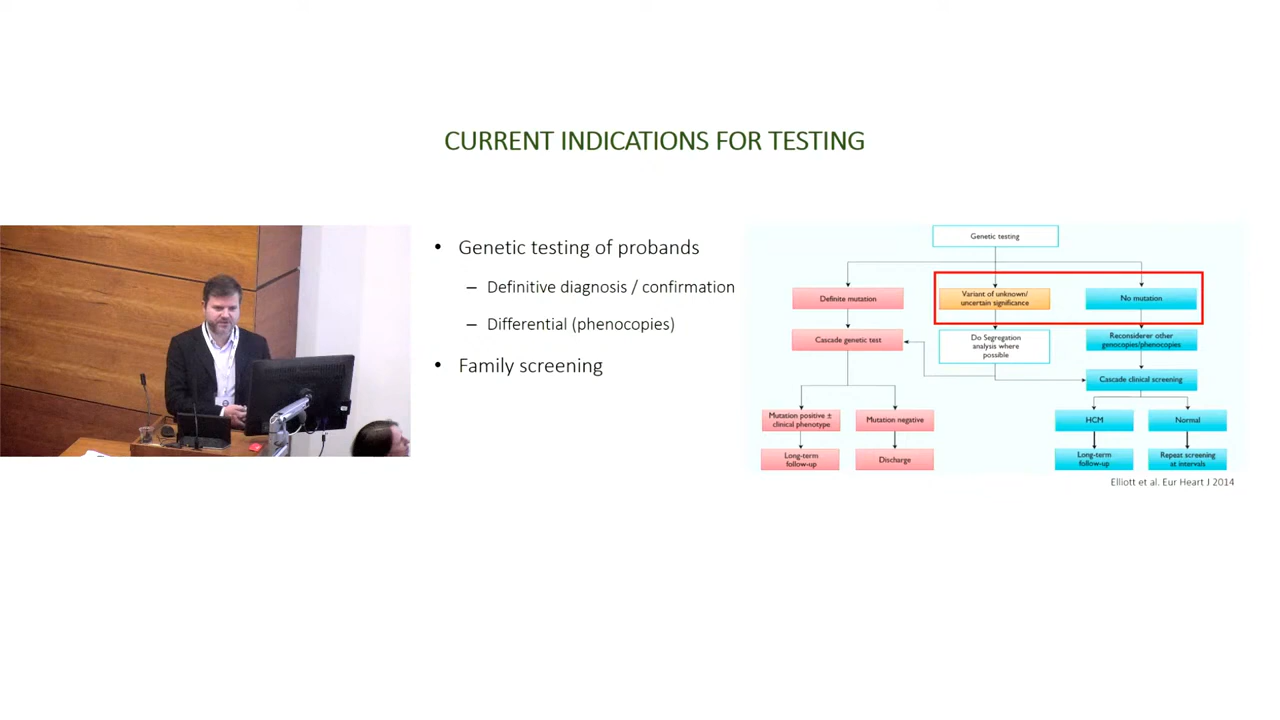 CURRENT INDICATIONS FOR TESTING
• Genetic testing of probands
– Definitive diagnosis / confirmation
– Differential (phenocopies)
• Family screening
Genetic testing
Definite mutation
Variant of unknown/
uncertain significance
No mutation
Cascade genetic test
Do Segregation
analysis where
possible
Reconsiderer other
genocopies/phenocopies
Cascade clinical screening
Mutation positive ±
clinical phenotype
Mutation negative
HCM
Normal
Long-term
follow-up
Discharge
Long-term
follow-up
Repeat screening
at intervals
Elliott et al. Eur Heart J 2014